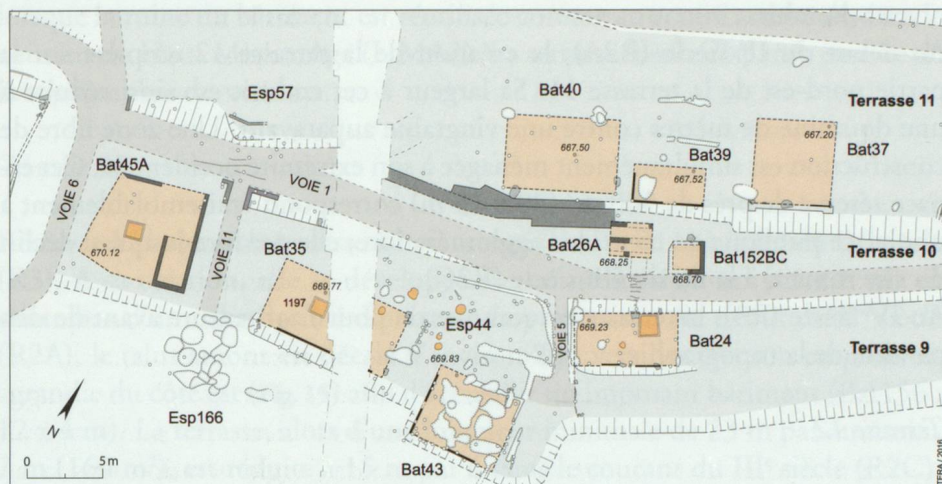 Bat40
Esp57
Bat39
Terrasse 11
667.50
667.20
Bat37
667.52
Bat45A
VOIE 6
VOIE 1
VOIE 11
Bat35
670.12
Bat26A
668.25
Bat152BC
668.70
Terrasse 10
669.77
1197
Esp44
669.83
VOIE 5
669.23
Bat24
Terrasse 9
Esp166
0 5m
Bat43